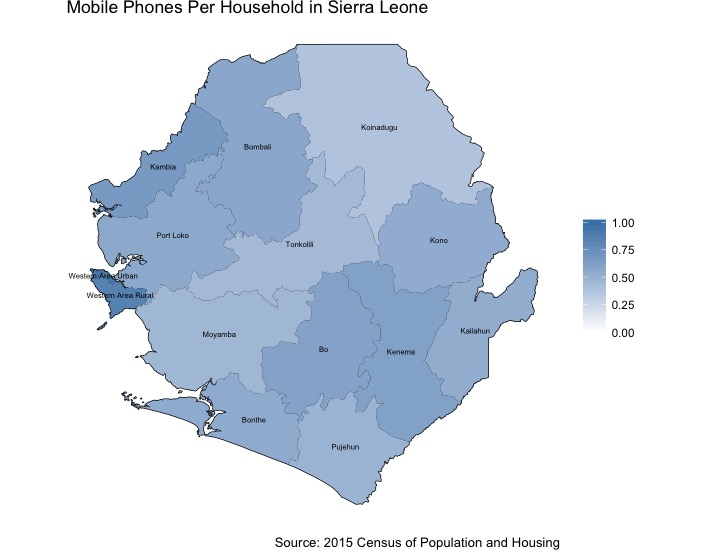 Mobile Phones Per Household in Sierra Leone
Koinadugu
Bombali
Kambia
Port Loko
Tonkolili
Kono
1.00
0.75
0.50
0.25
0.00
Western Area Urban
Western Area Rural
Moyamba
Kailahun
Bo
Kenema
Bonthe
Pujehun
Source: 2015 Census of Population and Housing